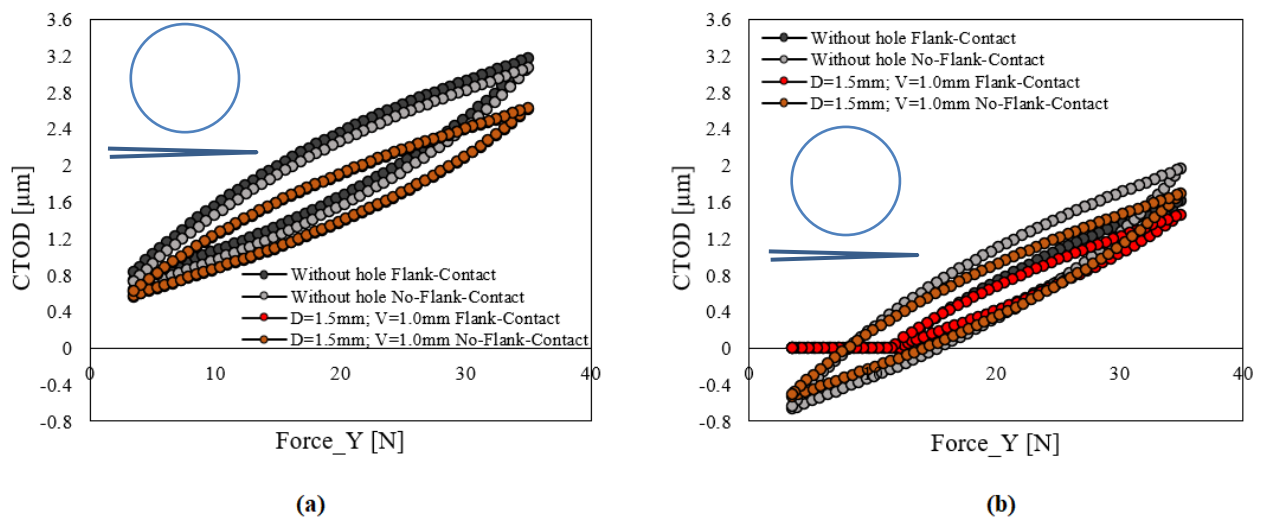 3.6
3.2
2.8
2.4
2
1.6
1.2
0.8
0.4
0
-0.4
-0.8
CTOD [µm]
Without hole Flank-Contact
Without hole No-Flank-Contact
D=1.5mm; V=1.0mm Flank-Contact
D=1.5mm; V=1.0mm No-Flank-Contact
0 10 20 30 40
Force_Y [N]
(a)
3.6
3.2
2.8
2.4
2
1.6
1.2
0.8
0.4
0
-0.4
-0.8
CTOD [µm]
Without hole Flank-Contact
Without hole No-Flank-Contact
D=1.5mm; V=1.0mm Flank-Contact
D=1.5mm; V=1.0mm No-Flank-Contact
0 10 20 30 40
Force_Y [N]
(b)